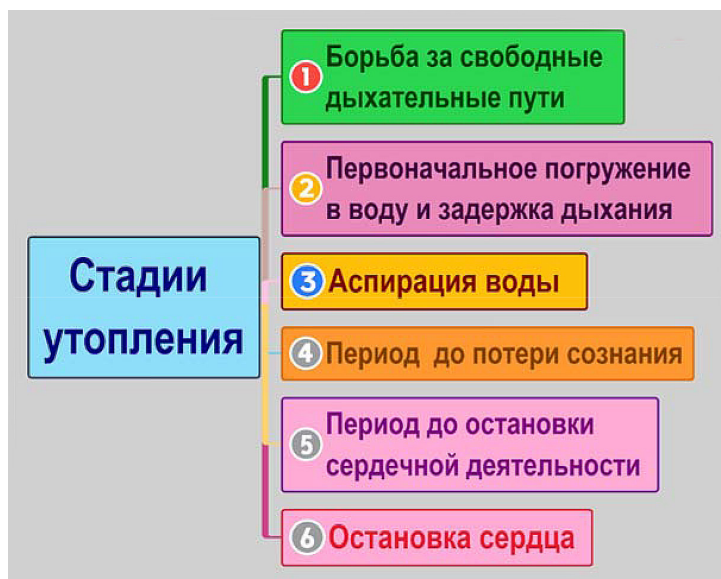 Стадии
утопления
1 Борьба за свободные
дыхательные пути
2 Первоначальное погружение
в воду и задержка дыхания
3 Аспирация воды
4 Период до потери сознания
5 Период до остановки
сердечной деятельности
6 Остановка сердца